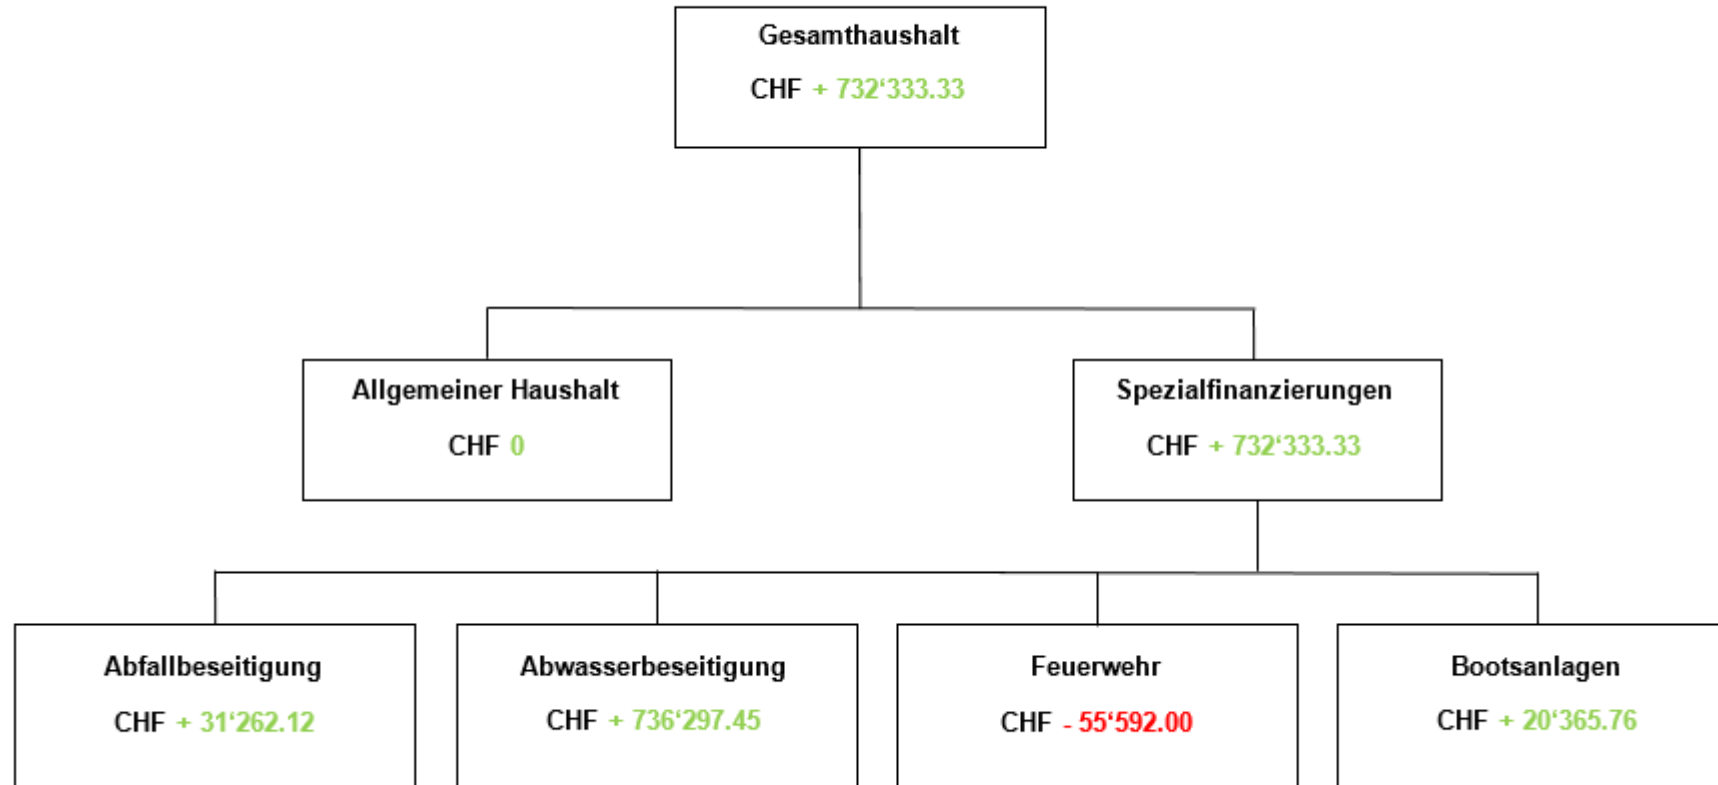 Gesamthaushalt
CHF + 732‘333.33
Allgemeiner Haushalt
CHF 0
Spezialfinanzierungen
CHF + 732‘333.33
Abfallbeseitigung
CHF + 31‘262.12
Abwasserbeseitigung
CHF + 736‘297.45
Feuerwehr
CHF - 55‘592.00
Bootsanlagen
CHF + 20‘365.76